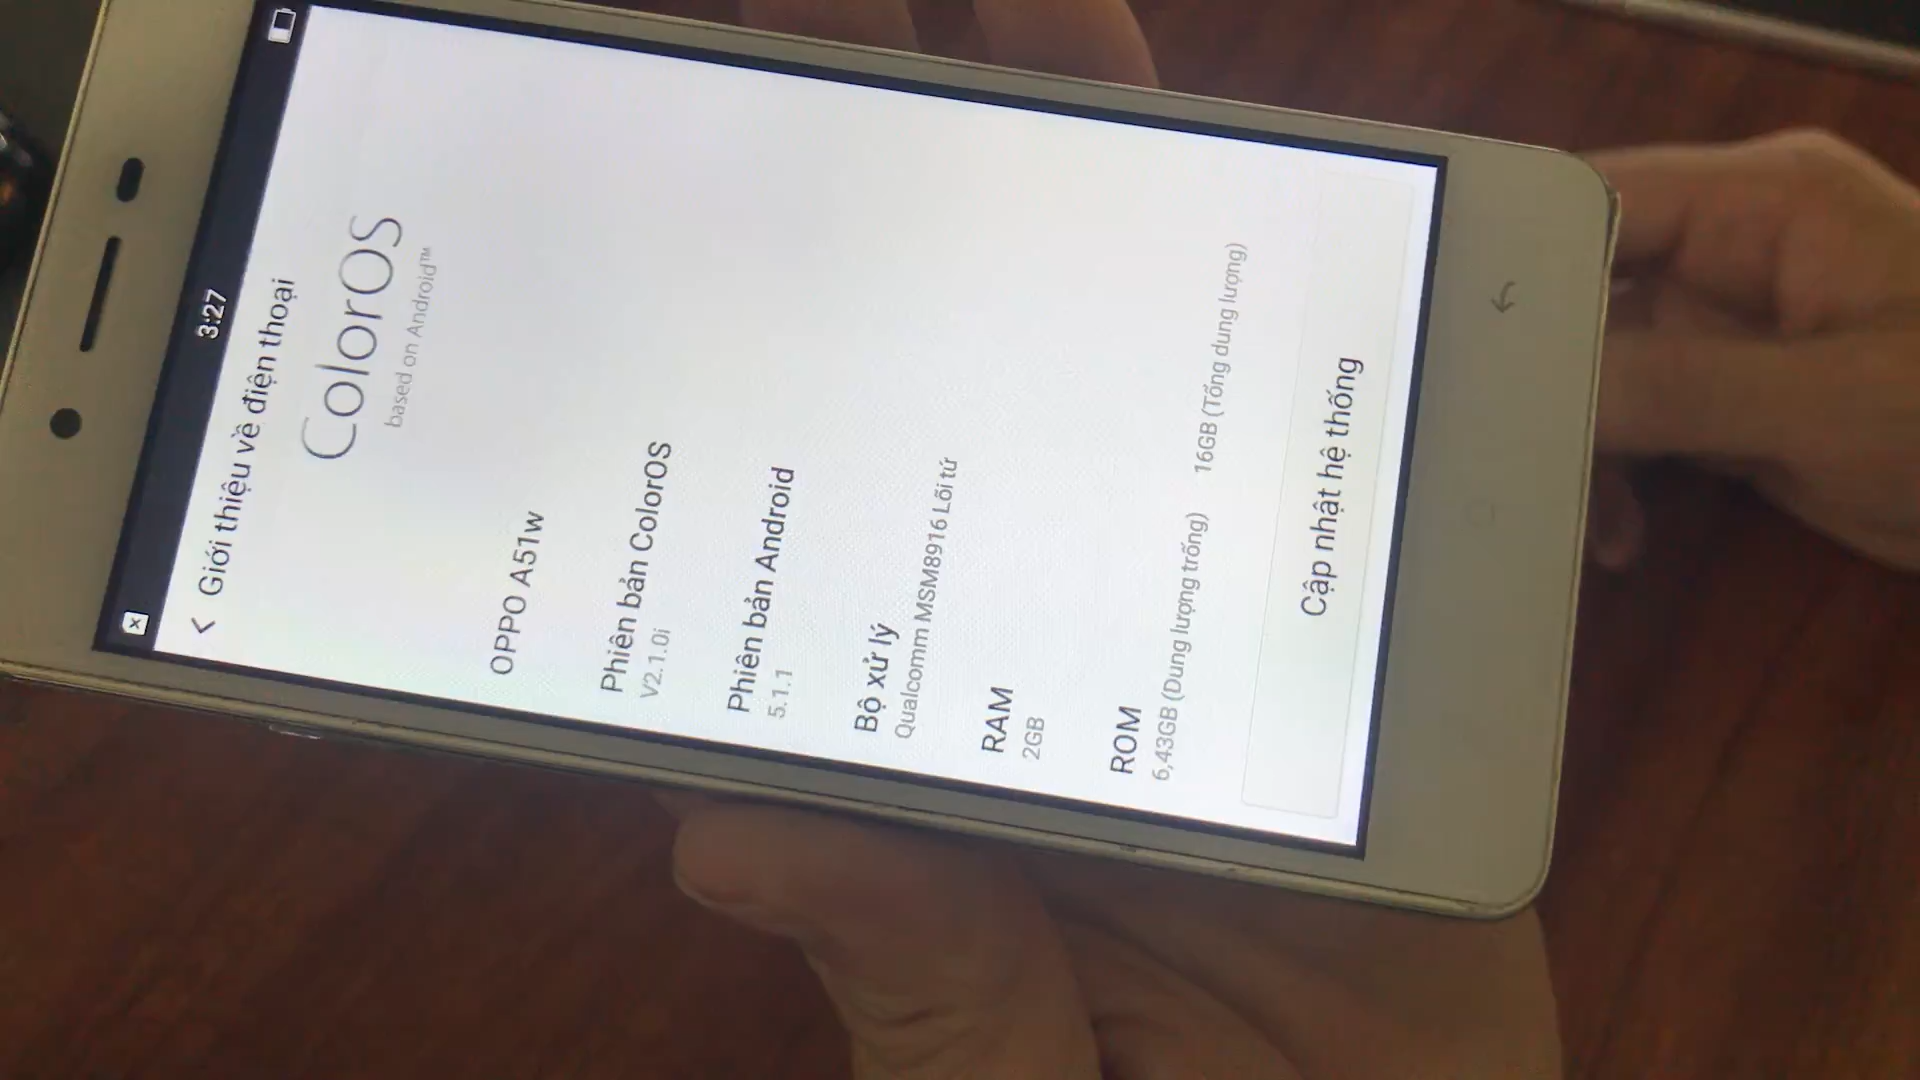 3:27
Giới thiệu về điện thoại
ColorOS
based on Android™
OPPO A51w
Phiên bản ColorOS
V2.1.0i
Phiên bản Android
5.1.1
Bộ xử lý
Qualcomm MSM8916 Lõi tứ
RAM
2GB
ROM
6,43GB (Dung lượng trống) 16GB (Tổng dung lượng)
Cập nhật hệ thống